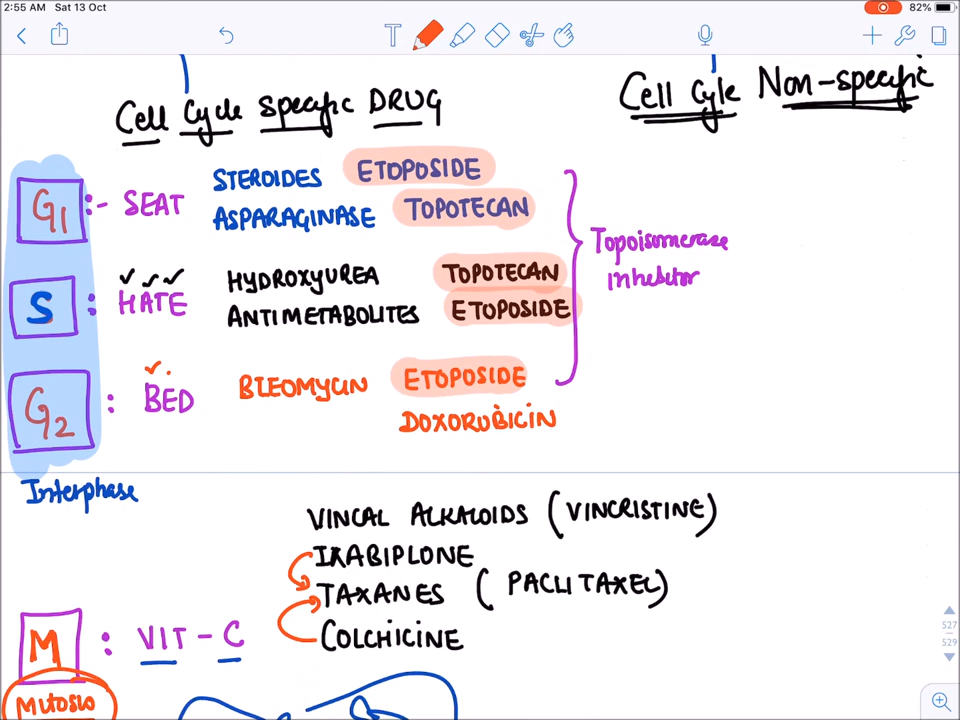 2:55 AM Sat 13 Oct
82%
Cell Cycle Specific DRUG
Cell Cyle Non-specific
G1 :- SEAT STEROIDES ETOPOSIDE
ASPARAGINASE TOPOTECAN
Topoisomerase
inhibitor
S : HATE HYDROXYUREA TOPOTECAN
ANTIMETABOLITES ETOPOSIDE
G2 : BED BLEOMYCIN ETOPOSIDE
DOXORUBICIN
Interphase
VINCAL ALKALOIDS (VINCRISTINE)
IXABIPLONE
TAXANES (PACLITAXEL)
COLCHICINE
M : VIT - C
MITOSIS
527
529